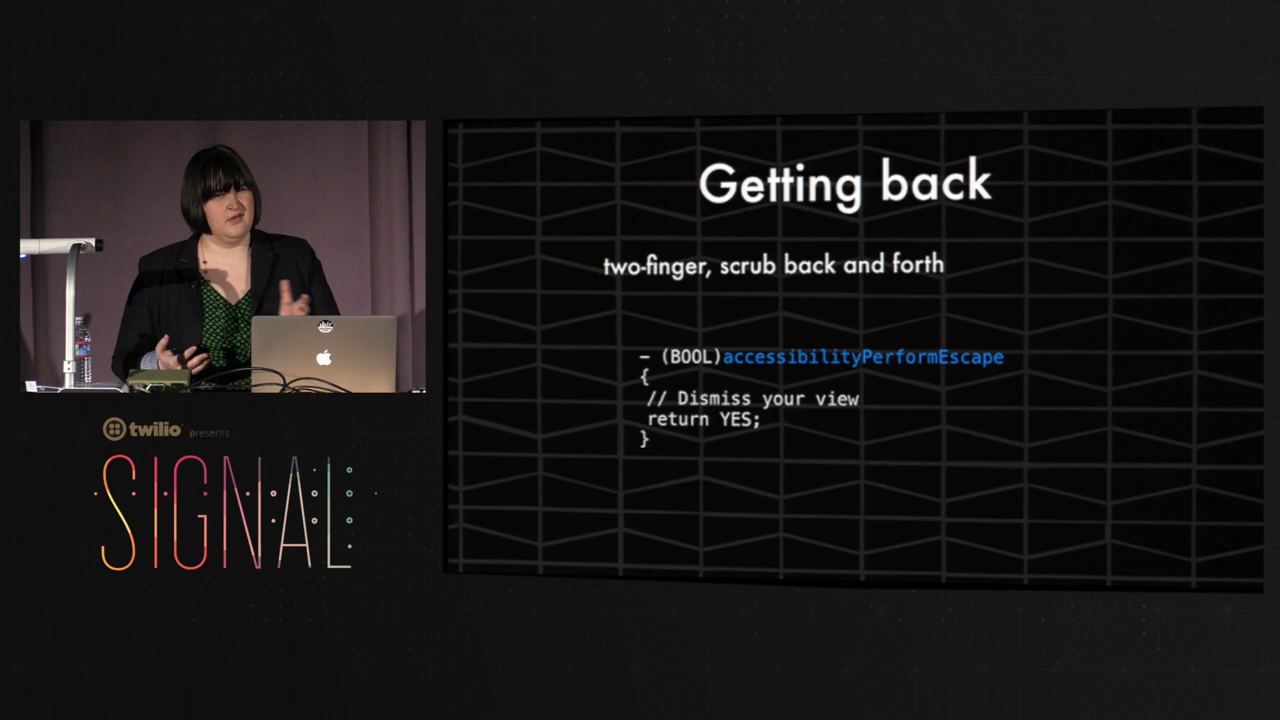 Getting back
two-finger, scrub back and forth
– (BOOL)accessibilityPerformEscape
{
// Dismiss your view
return YES;
}
twilio presents
SIGNAL